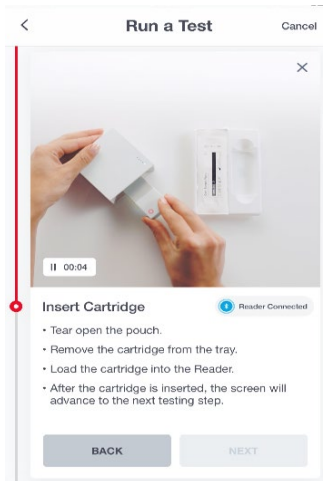 Run a Test
Cancel
00:04
Insert Cartridge
Reader Connected
• Tear open the pouch.
• Remove the cartridge from the tray.
• Load the cartridge into the Reader.
• After the cartridge is inserted, the screen will
advance to the next testing step.
BACK
NEXT